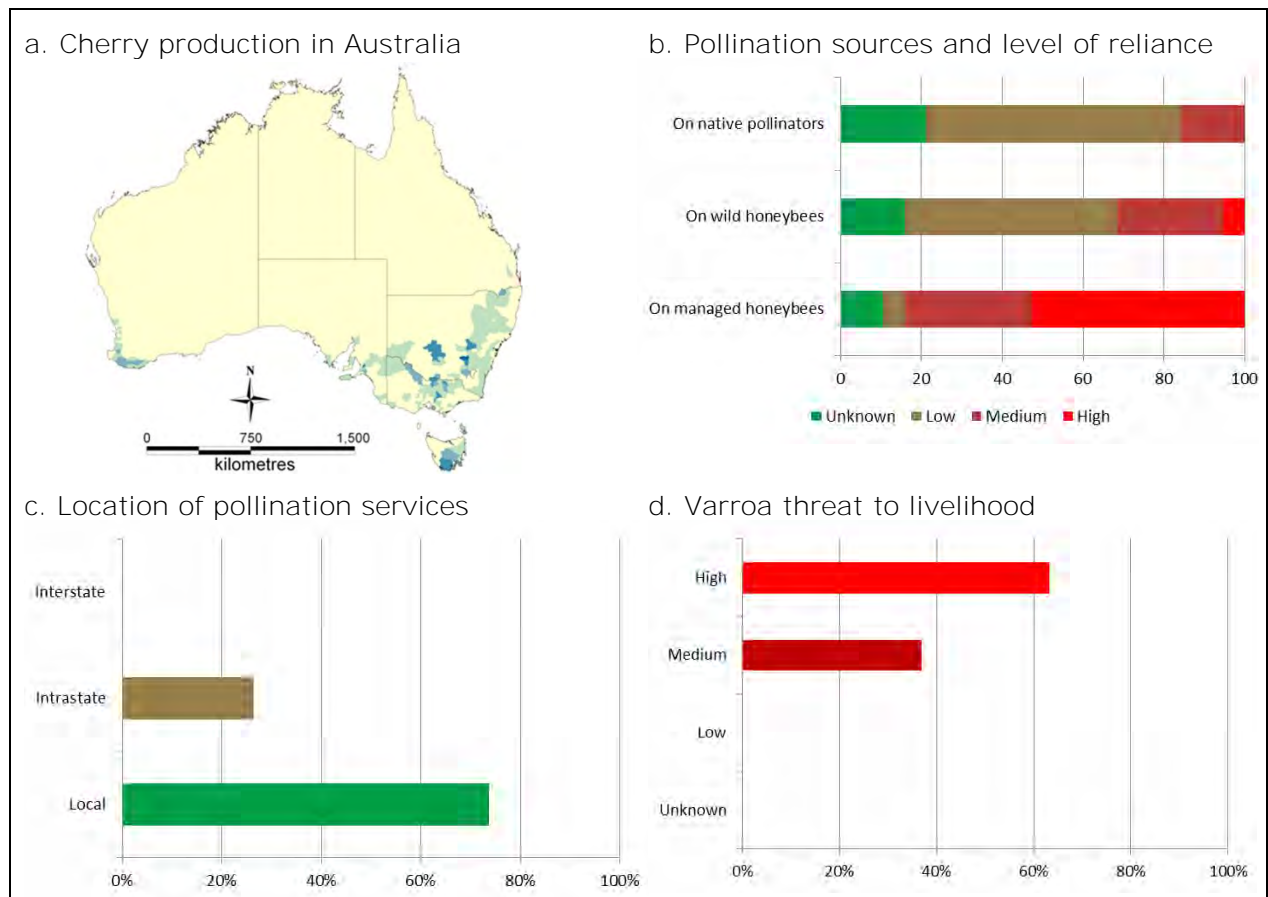 a. Cherry production in Australia
N
0 750 1,500
kilometres
b. Pollination sources and level of reliance
On native pollinators
On wild honeybees
On managed honeybees
0 20 40 60 80 100
Unknown Low Medium High
c. Location of pollination services
Interstate
Intrastate
Local
0% 20% 40% 60% 80% 100%
d. Varroa threat to livelihood
High
Medium
Low
Unknown
0% 20% 40% 60% 80% 100%